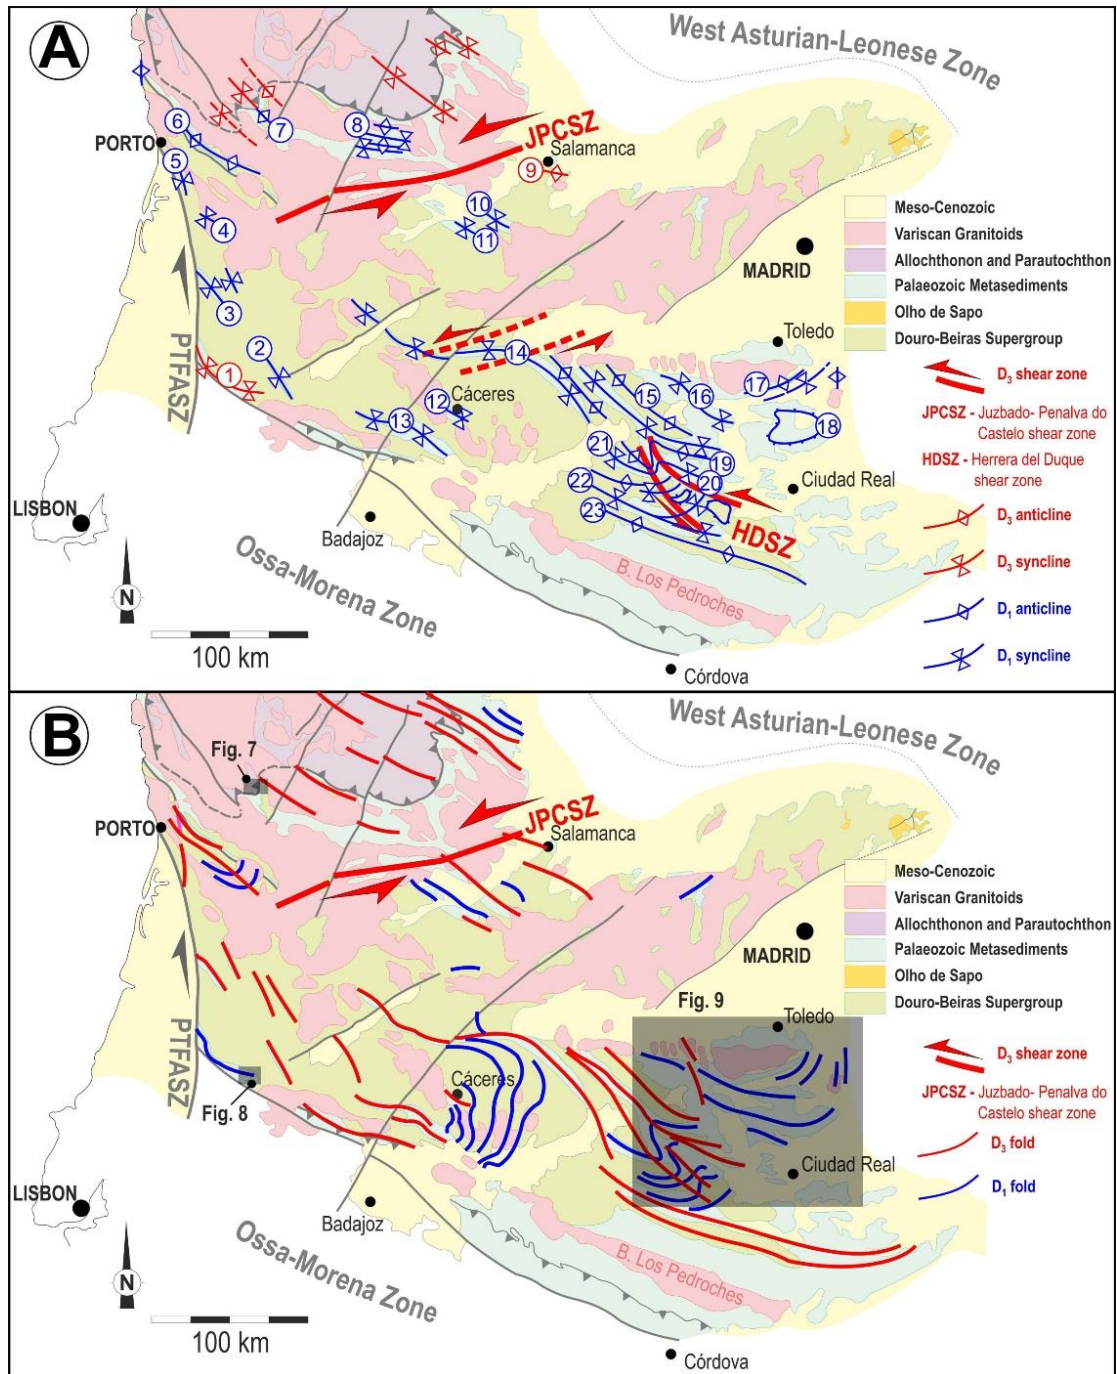 A
West Asturian-Leonese Zone
6
7
8
JPCSZ
Salamanca
PORTO
5
9
4
10
11
Meso-Cenozoic
Variscan Granitoids
Allochthonon and Parautochthon
Palaeozoic Metasediments
Olho de Sapo
Douro-Beiras Supergroup
MADRID
3
PTFASZ
2
1
14
Toledo
Cáceres
12
13
15
16
17
18
D3 shear zone
JPCSZ - Juzbado- Penalva do
Castelo shear zone
HDSZ - Herrera del Duque
shear zone
21
19
20
22
23
Ciudad Real
HDSZ
LISBON
Badajoz
Ossa-Morena Zone
B. Los Pedroches
D3 anticline
D3 syncline
D1 anticline
D1 syncline
N
100 km
Córdova
B
West Asturian-Leonese Zone
Fig. 7
JPCSZ
Salamanca
PORTO
Meso-Cenozoic
Variscan Granitoids
Allochthonon and Parautochthon
Palaeozoic Metasediments
Olho de Sapo
Douro-Beiras Supergroup
MADRID
Fig. 9
PTFASZ
Toledo
Cáceres
Fig. 8
D3 shear zone
JPCSZ - Juzbado- Penalva do
Castelo shear zone
D3 fold
D1 fold
Ciudad Real
LISBON
Badajoz
Ossa-Morena Zone
B. Los Pedroches
N
100 km
Córdova